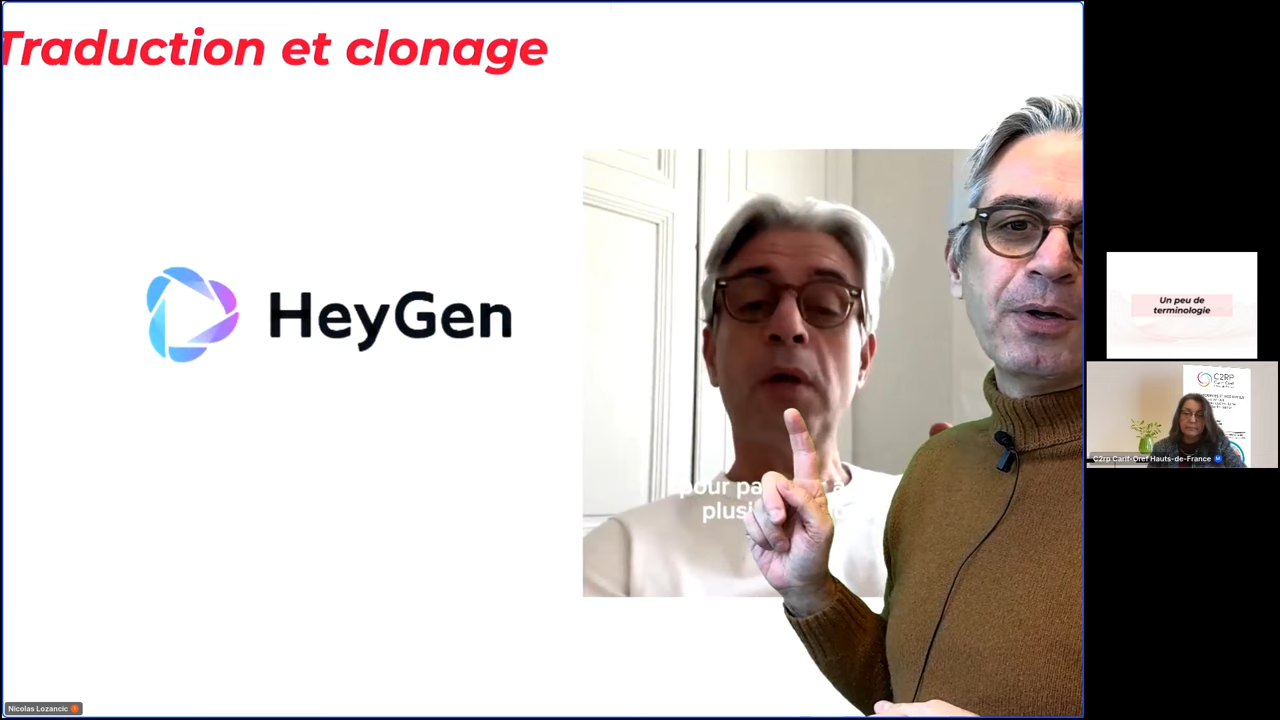 Traduction et clonage
HeyGen
pour pa
plusi
Nicolas Lozancic
Un peu de
terminologie
C2RP
C2rp Carif-Oref Hauts-de-France